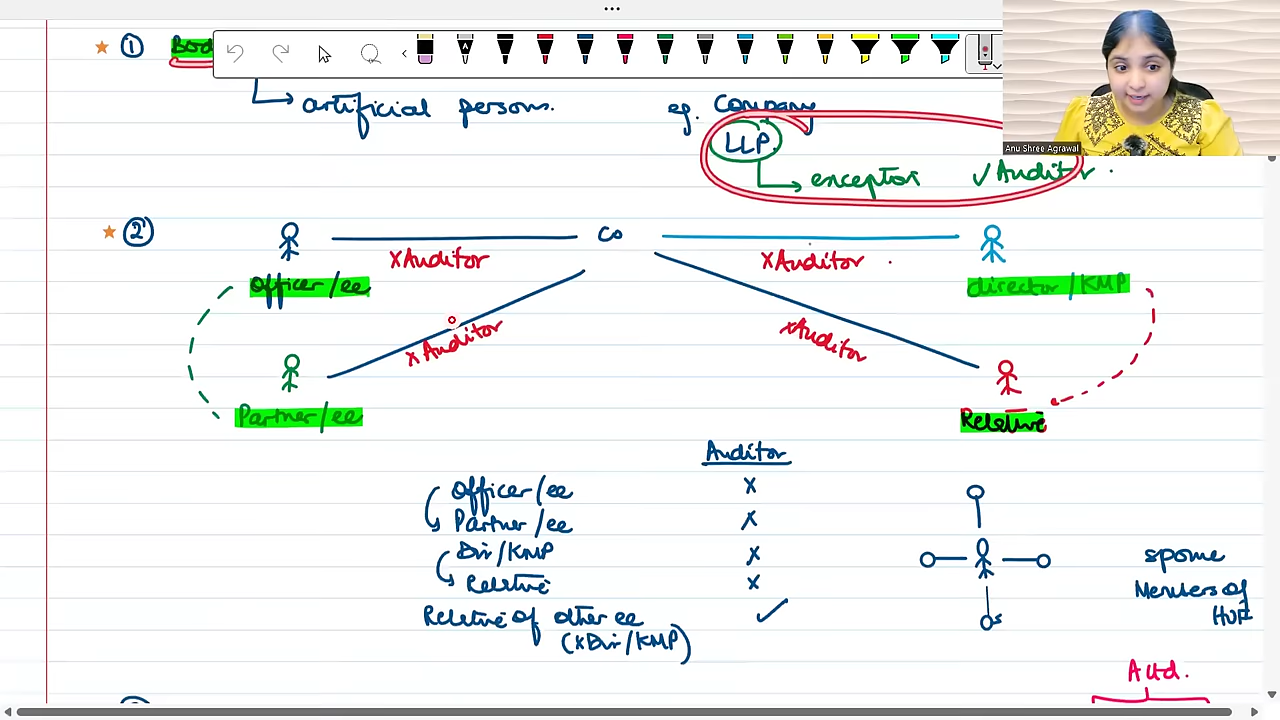 ① Bod
artificial persons. eg. Company
LLP
exception ✓Auditor.
Anu Shree Agrawal
② Co
xAuditor xAuditor
Officer/ee director/KMP
xAuditor xAuditor
Partner/ee Relative
Auditor
Officer/ee x
Partner/ee x
Dir/KMP x spouse
Relative x Members of
Relative of other ee ✓ HUF
(xDir/KMP)
Aud.